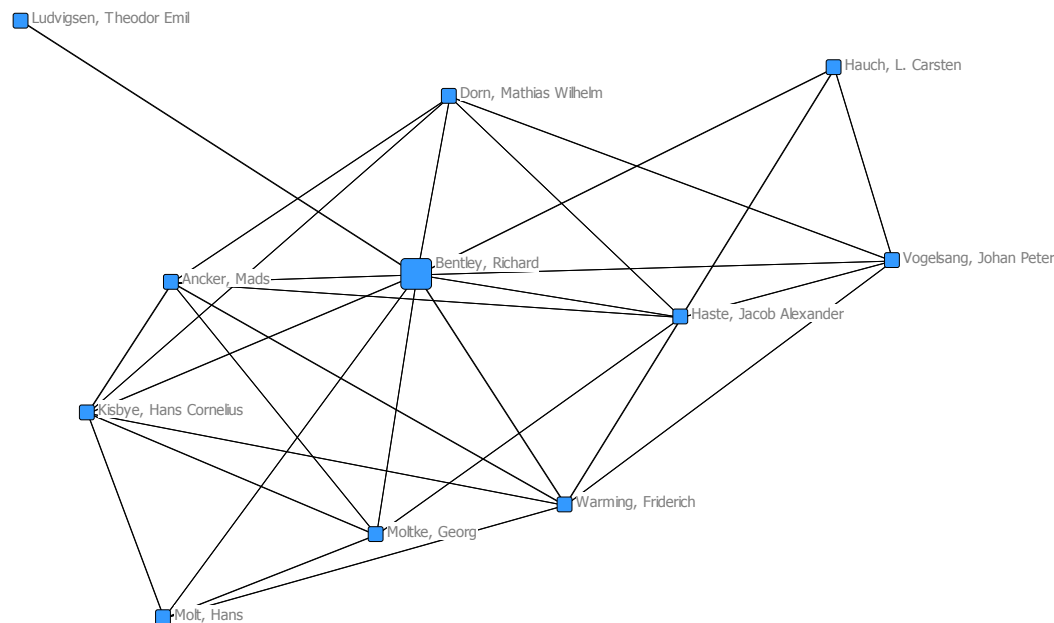 Ludvigsen, Theodor Emil
Hauch, L. Carsten
Dorn, Mathias Wilhelm
Bentley, Richard
Vogelsang, Johan Peter
Ancker, Mads
Haste, Jacob Alexander
Kisbye, Hans Cornelius
Warming, Friderich
Moltke, Georg
Molt, Hans